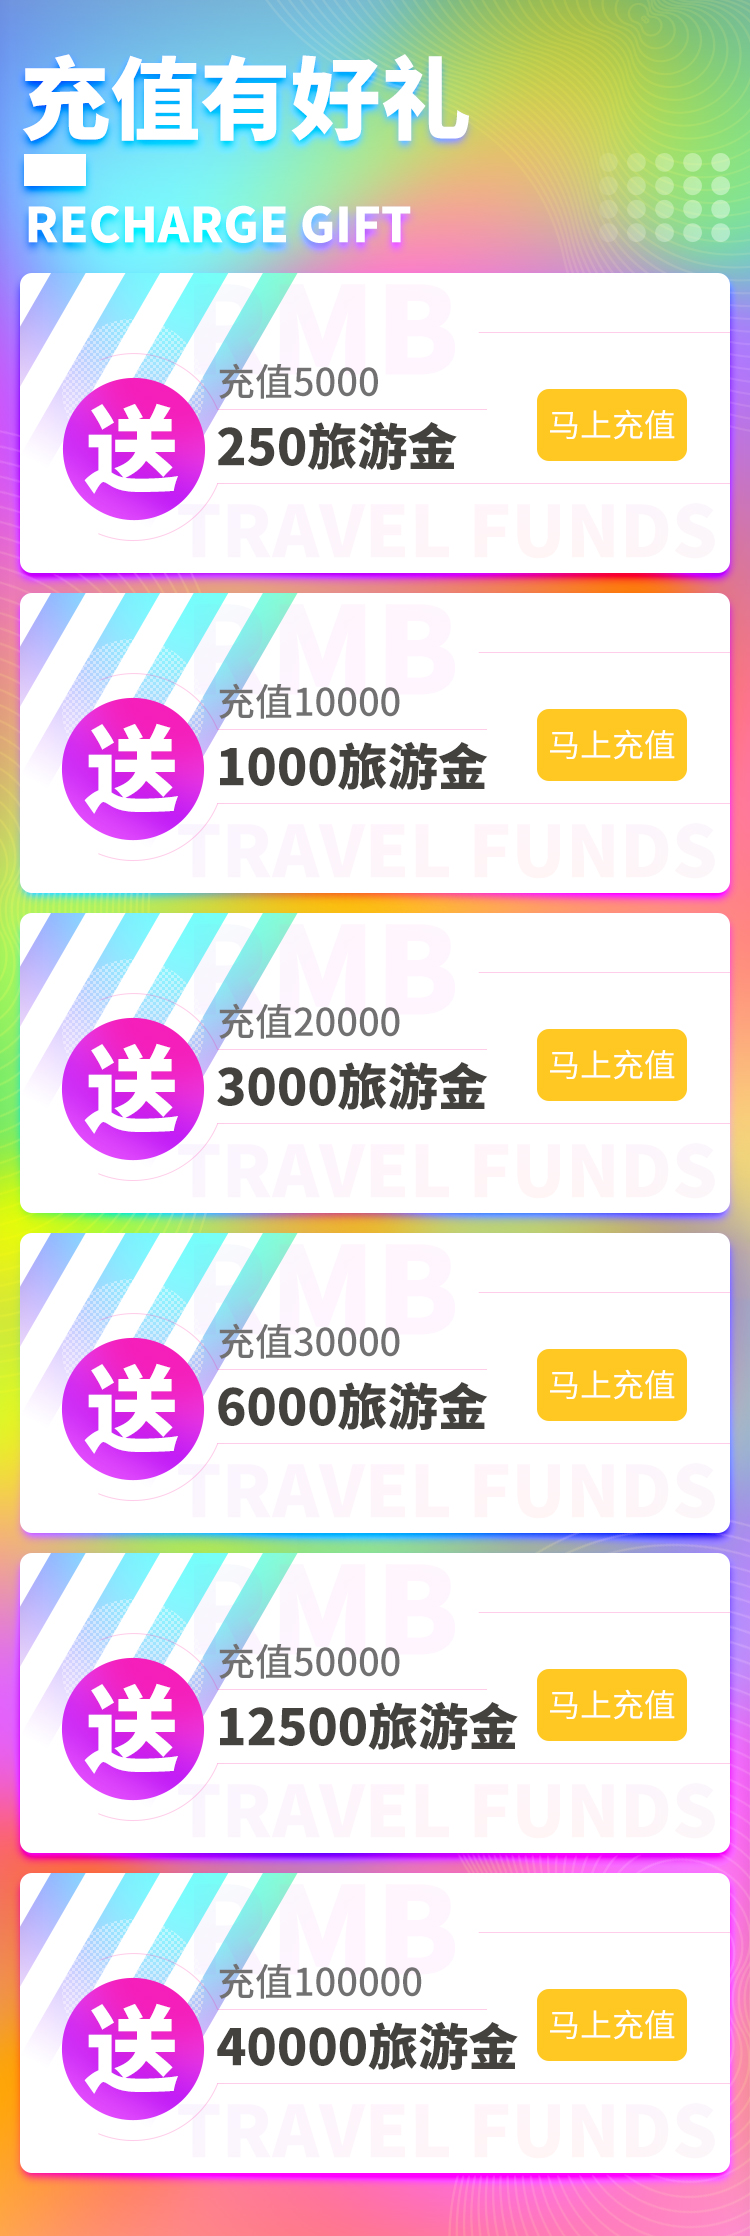 充值有好礼
RECHARGE GIFT
RMB
充值5000
送
250旅游金
马上充值
TRAVEL FUNDS
RMB
充值10000
送
1000旅游金
马上充值
TRAVEL FUNDS
RMB
充值20000
送
3000旅游金
马上充值
TRAVEL FUNDS
RMB
充值30000
送
6000旅游金
马上充值
TRAVEL FUNDS
RMB
充值50000
送
12500旅游金
马上充值
TRAVEL FUNDS
RMB
充值100000
送
40000旅游金
马上充值
TRAVEL FUNDS